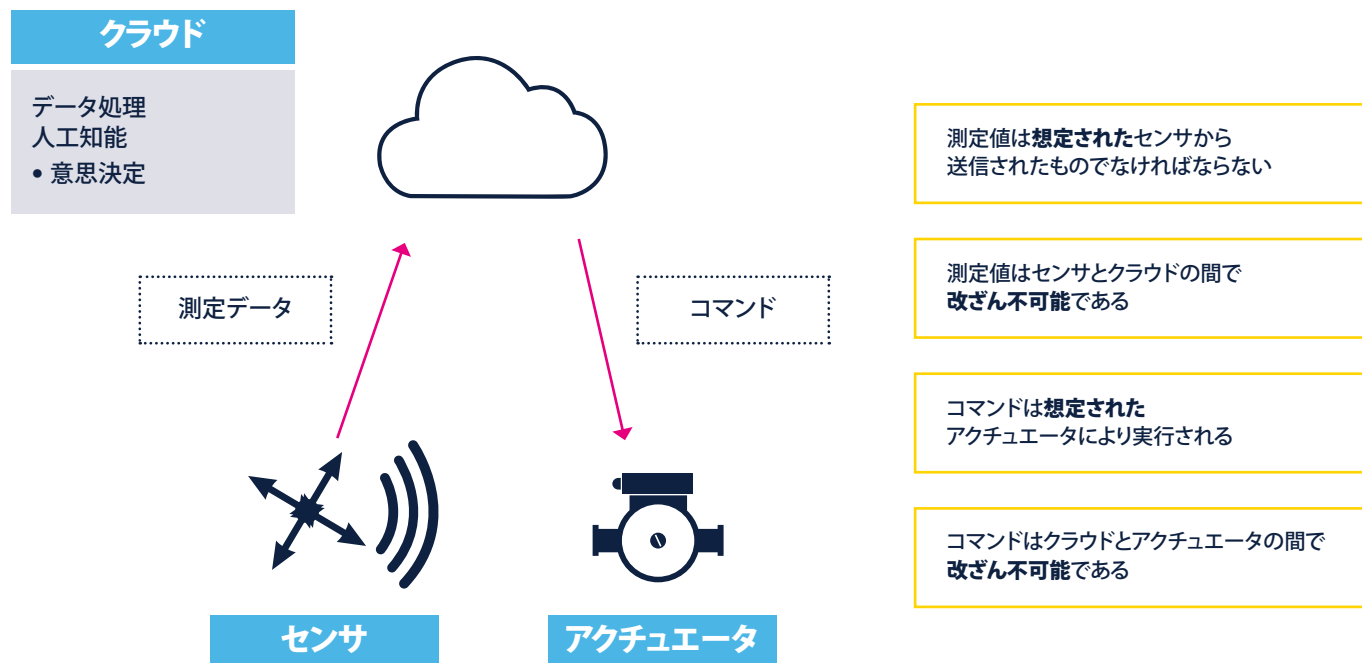 クラウド
データ処理
人工知能
• 意思決定
測定データ
コマンド
センサ
アクチュエータ
測定値は想定されたセンサから
送信されたものでなければならない
測定値はセンサとクラウドの間で
改ざん不可能である
コマンドは想定された
アクチュエータにより実行される
コマンドはクラウドとアクチュエータの間で
改ざん不可能である